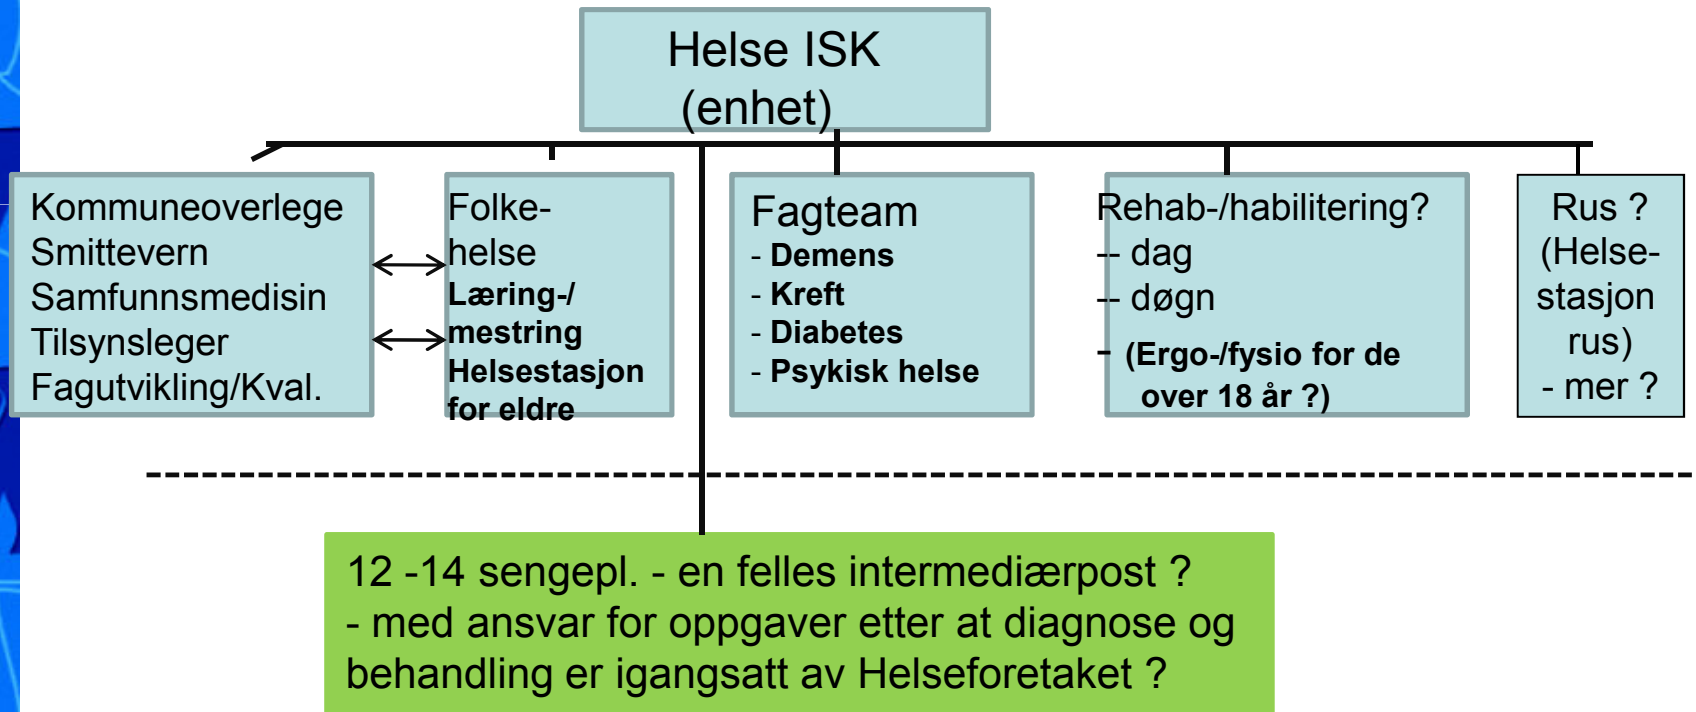 Helse ISK
(enhet)
Kommuneoverlege
Smittevern
Samfunnsmedisin
Tilsynsleger
Fagutvikling/Kval.
Folke-
helse
Læring-/
mestring
Helsestasjon
for eldre
Fagteam
- Demens
- Kreft
- Diabetes
- Psykisk helse
Rehab-/habilitering?
-- dag
-- døgn
- (Ergo-/fysio for de
over 18 år ?)
Rus ?
(Helse-
stasjon
rus)
- mer ?
12 -14 sengepl. - en felles intermediærpost ?
- med ansvar for oppgaver etter at diagnose og
behandling er igangsatt av Helseforetaket ?